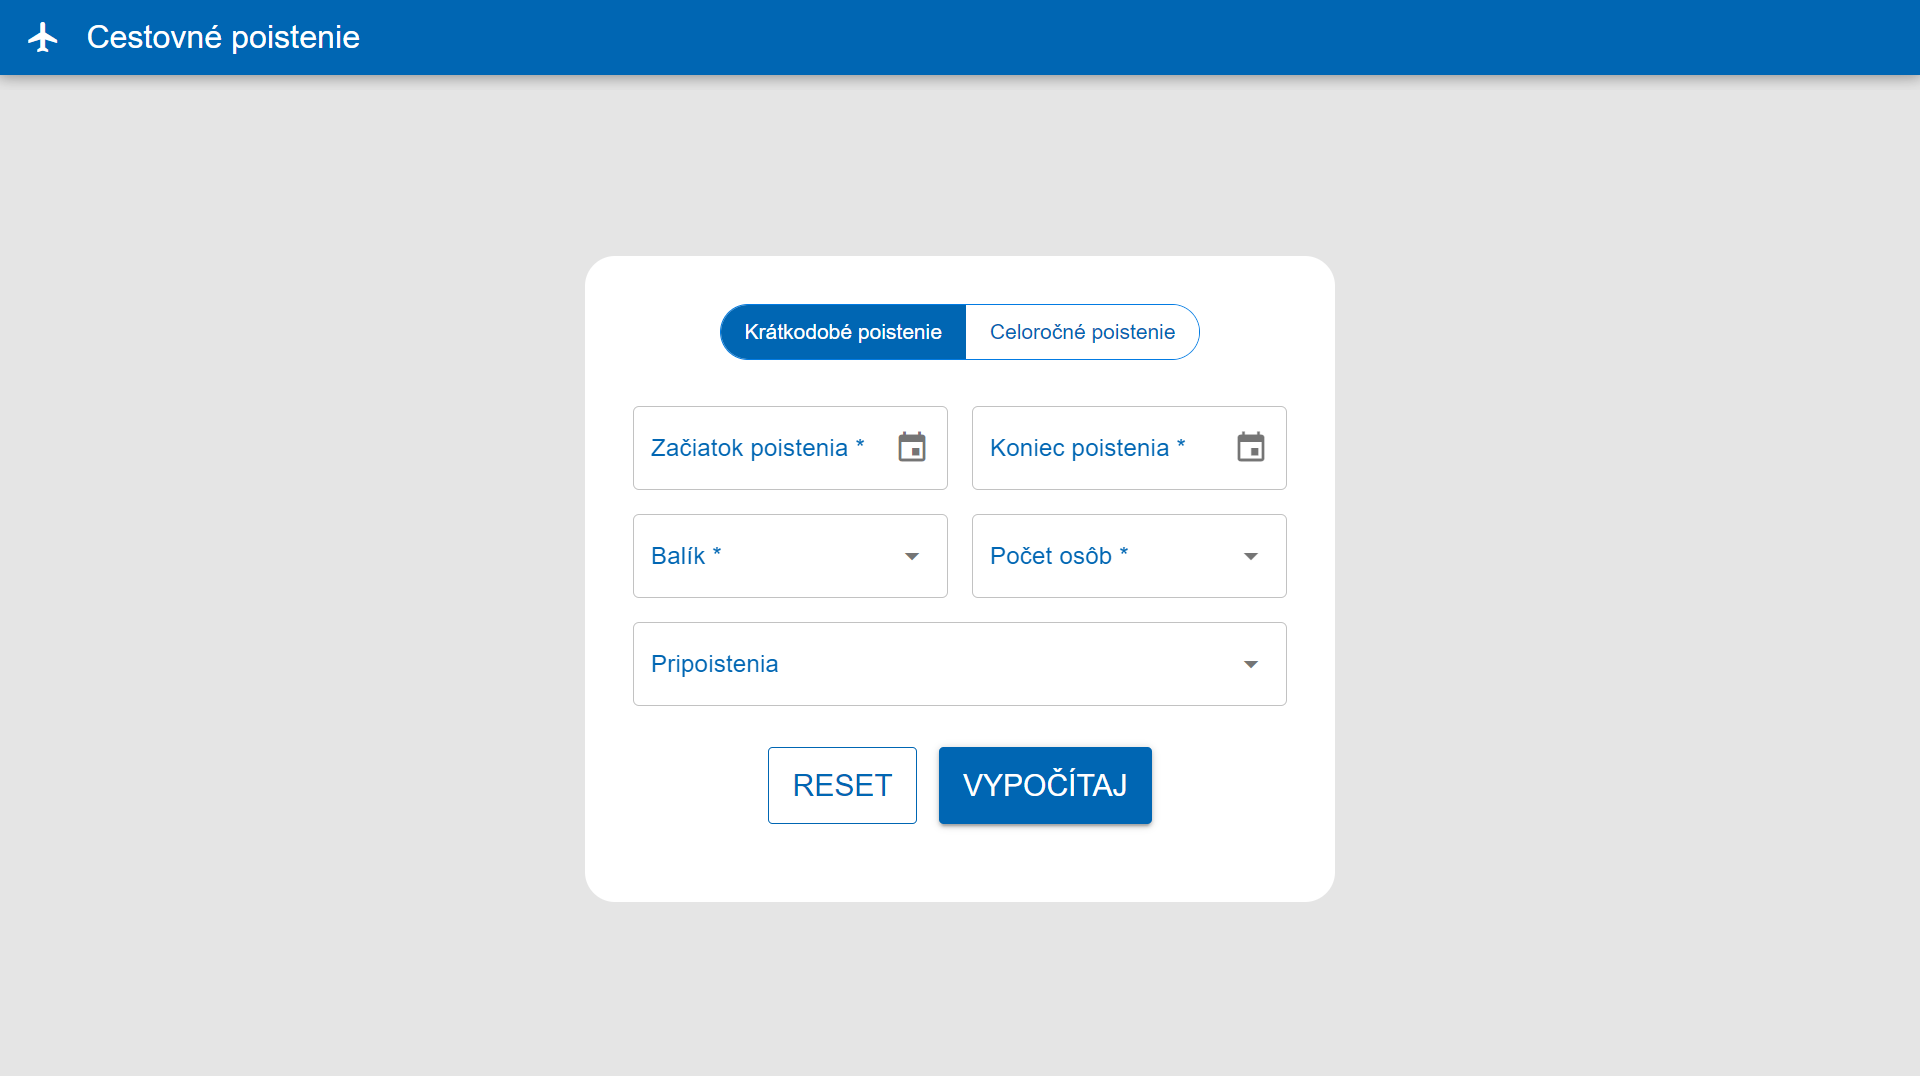 Cestovné poistenie
Krátkodobé poistenie
Celoročné poistenie
Začiatok poistenia *
Koniec poistenia *
Balík *
Počet osôb *
Pripoistenia
RESET
VYPOČÍTAJ